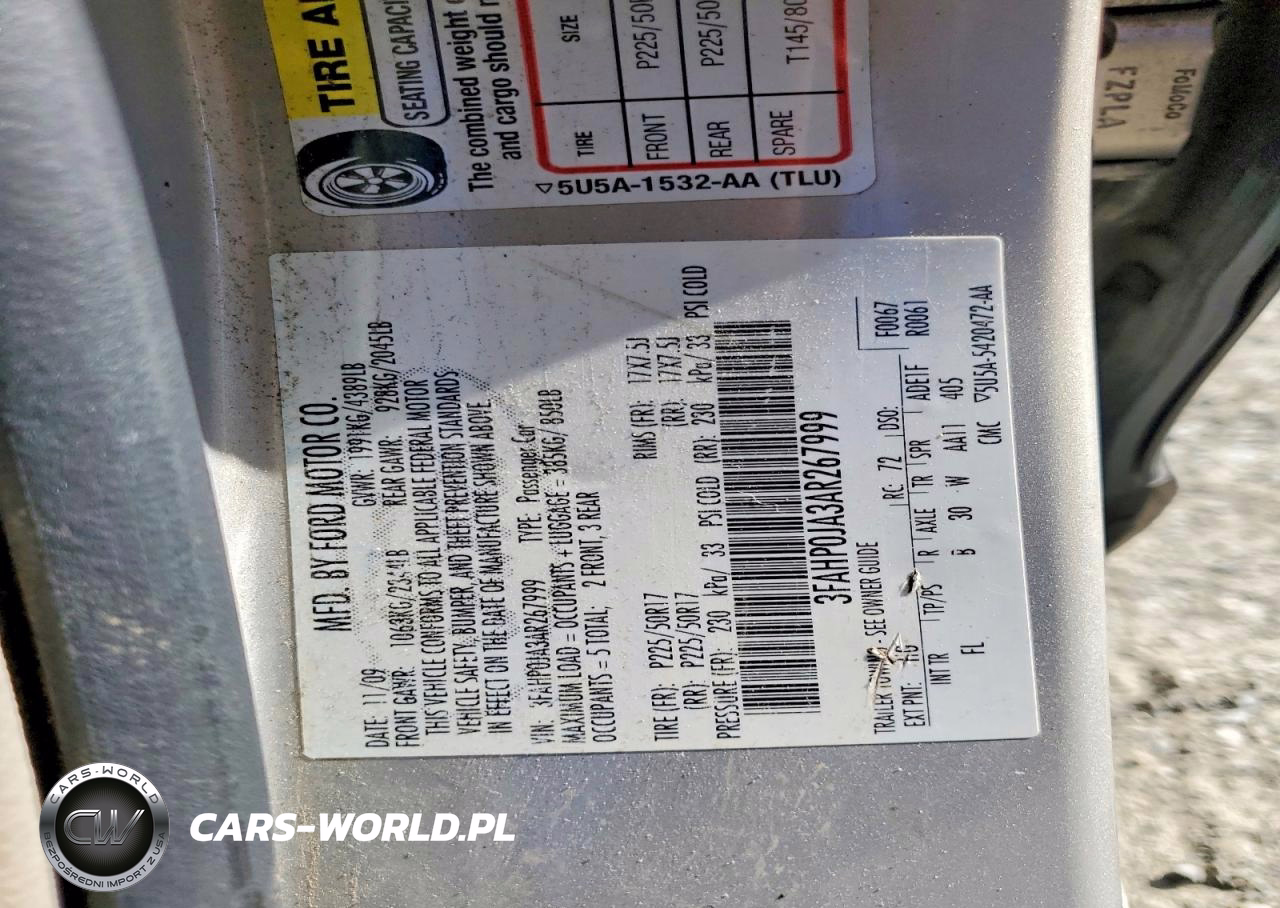 TIRE
SEATING CAPACI
The combined weight
and cargo should
TIRE SIZE
FRONT P225/50
REAR P225/50
SPARE T145/80
5U5A-1532-AA (TLU)
MFD. BY FORD MOTOR CO.
DATE: 11/09 GVWR: 1991KG/4389LB
FRONT GAWR: 1063KG/2344LB REAR GAWR: 928KG/2045LB
THIS VEHICLE CONFORMS TO ALL APPLICABLE FEDERAL MOTOR
VEHICLE SAFETY, BUMPER, AND THEFT PREVENTION STANDARDS
IN EFFECT ON THE DATE OF MANUFACTURE SHOWN ABOVE.
VIN: 3FAHP0JA3AR267999 TYPE: Passenger Car
MAXIMUM LOAD = OCCUPANTS + LUGGAGE = 385KG/ 850LB
OCCUPANTS = 5 TOTAL; 2 FRONT, 3 REAR
TIRE (FR): P225/50R17 RIMS (FR): 17X7.5J
(RR): P225/50R17 (RR): 17X7.5J
PRESSURE (FR): 230 kPa/ 33 PSI COLD (RR): 230 kPa/ 33 PSI COLD
3FAHP0JA3AR267999
TRAILER SEE OWNER GUIDE F0067
EXT PNT: RC: 72 DSO: R0061
INT TR TP/PS R AXLE TR SPR ADEIF
FL B 30 W AA11 405
CMC 5U5A-5420472-AA
FZPLA
CARS-WORLD
CW
BEZPOŚREDNI IMPORT Z USA
CARS-WORLD.PL